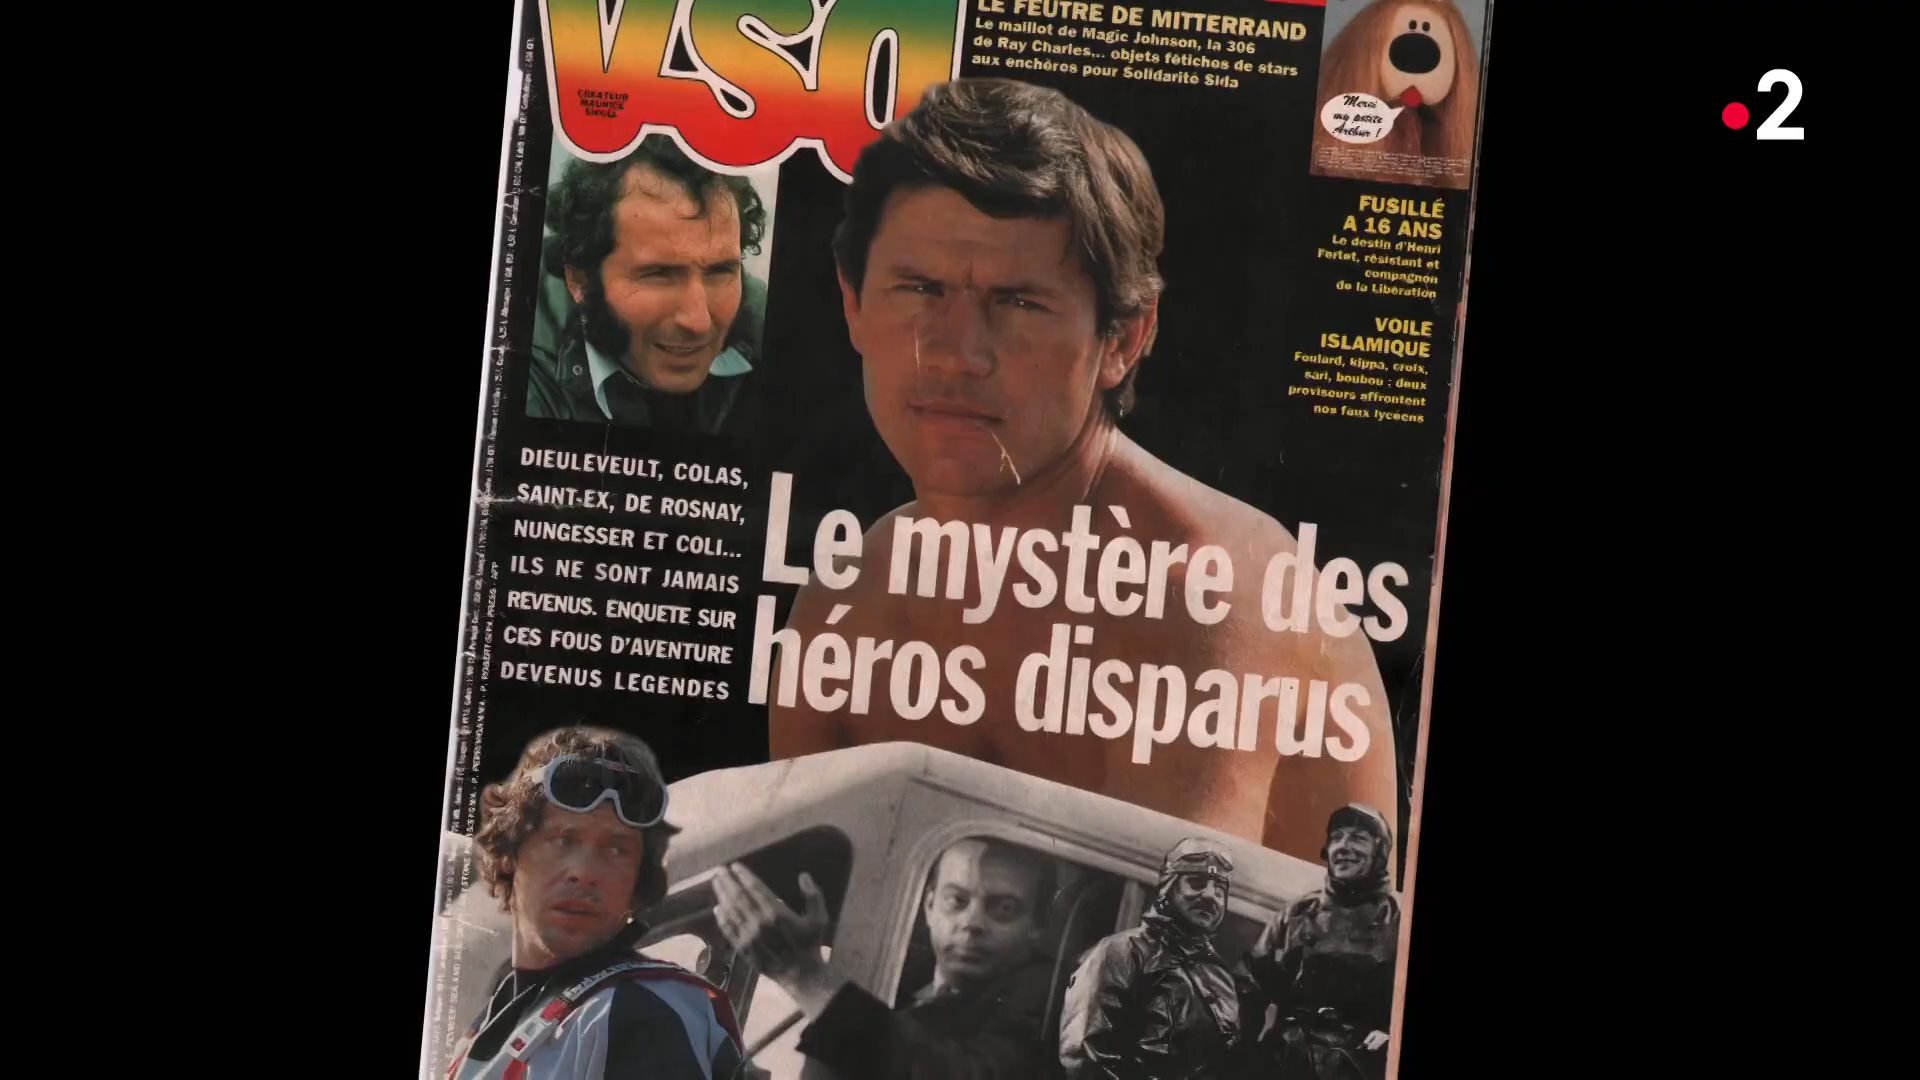 VSD
CREATEUR
MAURICE
SIEGEL
LE FEUTRE DE MITTERRAND
Le maillot de Magic Johnson, la 306
de Ray Charles... objets fétiches de stars
aux enchères pour Solidarité Sida
Merci
my petite
Arthur !
2
FUSILLÉ
A 16 ANS
Le destin d'Henri
Fertet, résistant et
compagnon
de la Libération
VOILE
ISLAMIQUE
Foulard, kippa, croix,
sari, boubou : deux
proviseurs affrontent
nos faux lycéens
DIEULEVEULT, COLAS,
SAINT-EX, DE ROSNAY,
NUNGESSER ET COLI...
ILS NE SONT JAMAIS
REVENUS. ENQUETE SUR
CES FOUS D'AVENTURE
DEVENUS LEGENDES
Le mystère des
héros disparus